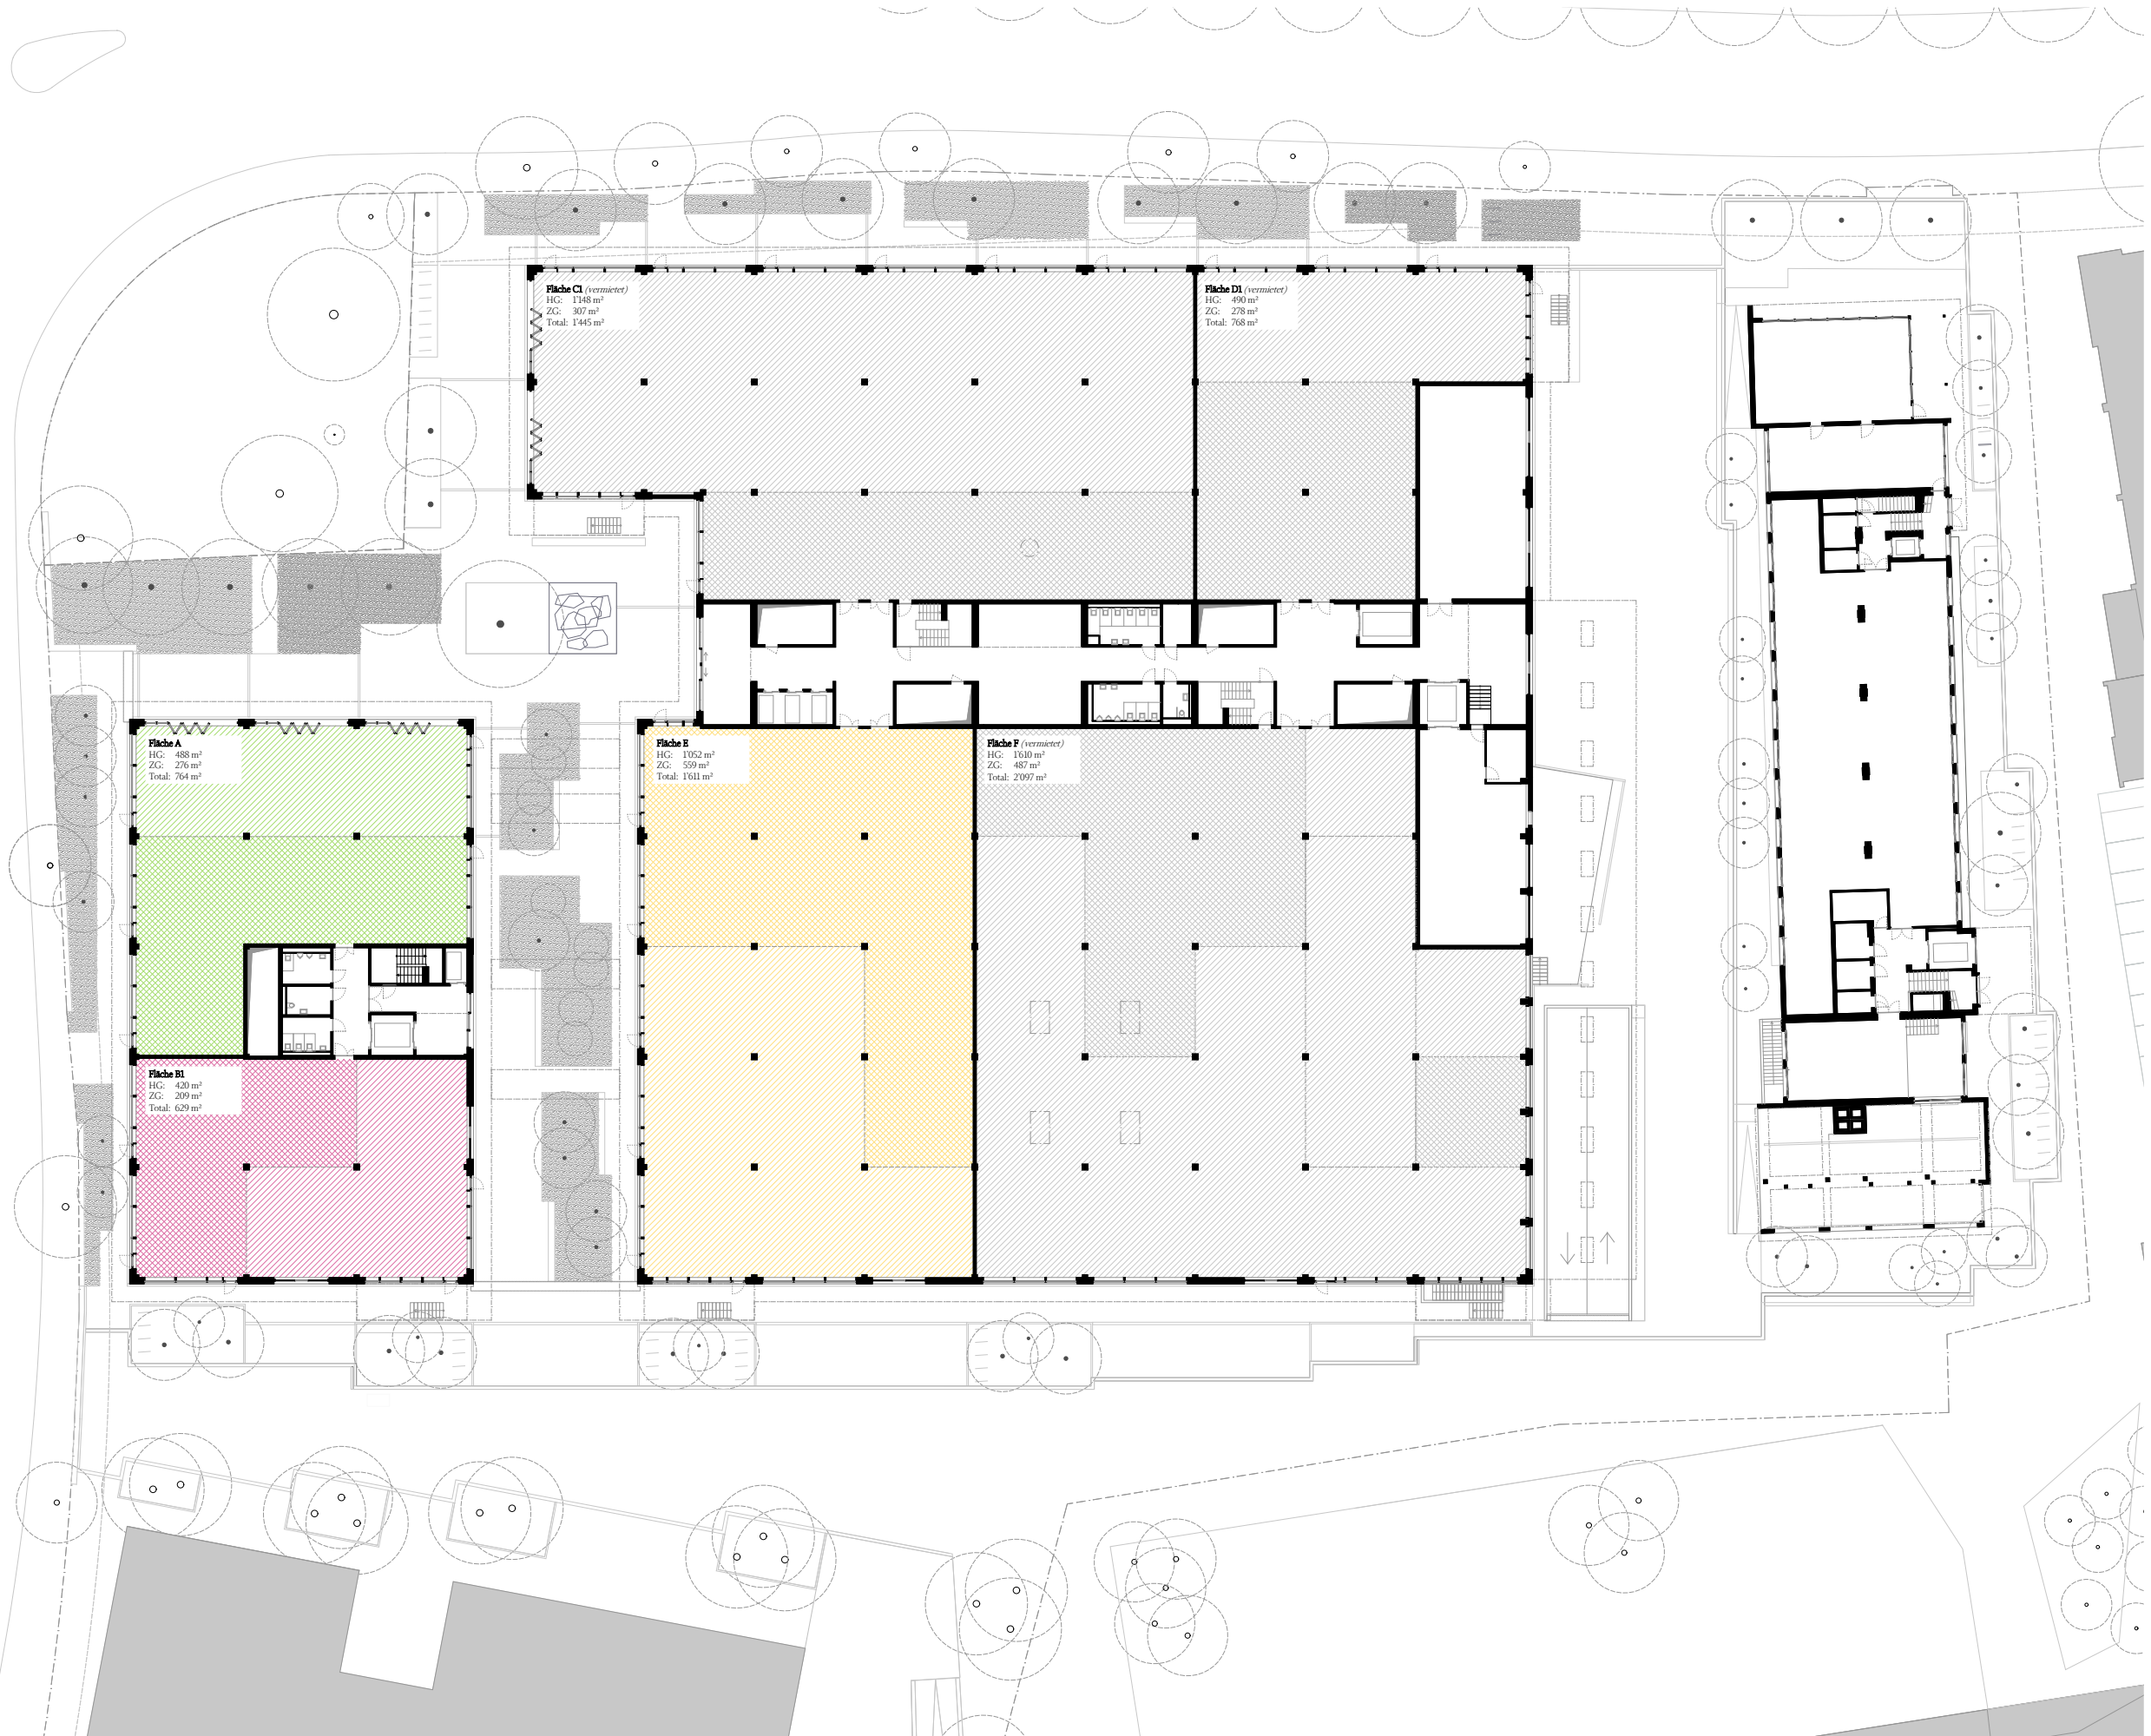 Fläche C1 (vermietet)
HG: 1'148 m²
ZG: 307 m²
Total: 1'445 m²
Fläche D1 (vermietet)
HG: 490 m²
ZG: 278 m²
Total: 768 m²
Fläche A
HG: 488 m²
ZG: 276 m²
Total: 764 m²
Fläche E
HG: 1'052 m²
ZG: 559 m²
Total: 1'611 m²
Fläche F (vermietet)
HG: 1'610 m²
ZG: 487 m²
Total: 2'097 m²
Fläche B1
HG: 420 m²
ZG: 209 m²
Total: 629 m²